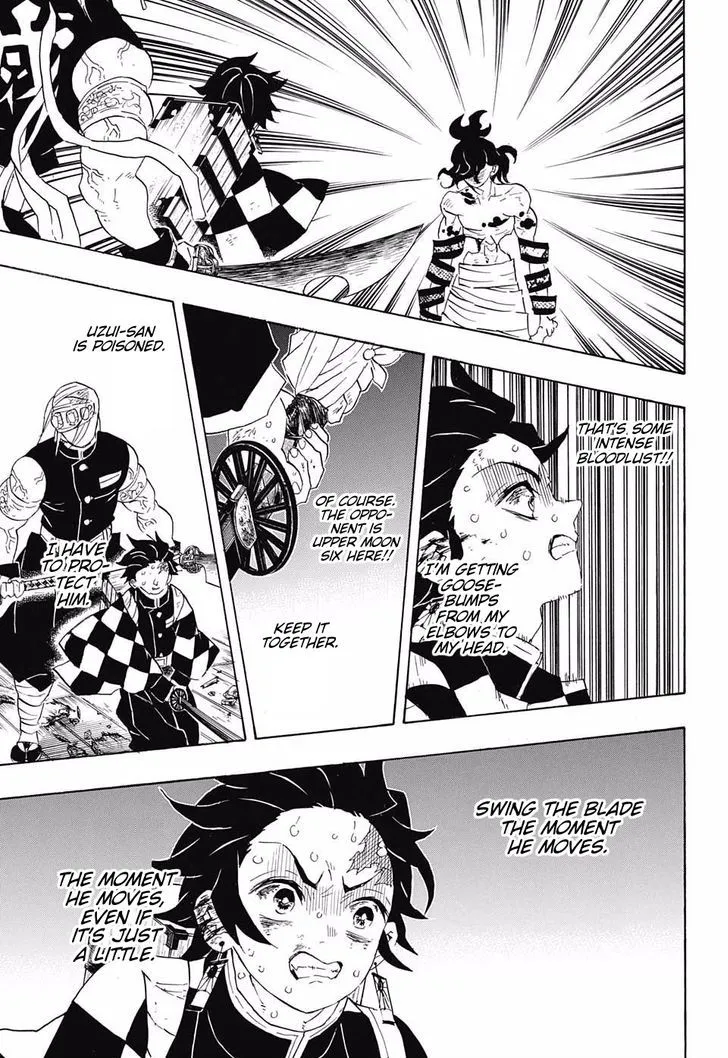 THAT'S SOME
INTENSE
BLOODLUST!!
I'M GETTING
GOOSE-
BUMPS
FROM MY
ELBOWS TO
MY HEAD.
OF COURSE.
THE OPPO-
NENT IS
UPPER MOON
SIX HERE!!
KEEP IT
TOGETHER.
UZUI-SAN
IS POISONED.
I HAVE
TO PRO-
TECT
HIM.
SWING THE BLADE
THE MOMENT
HE MOVES.
THE MOMENT
HE MOVES,
EVEN IF
IT'S JUST
A LITTLE.